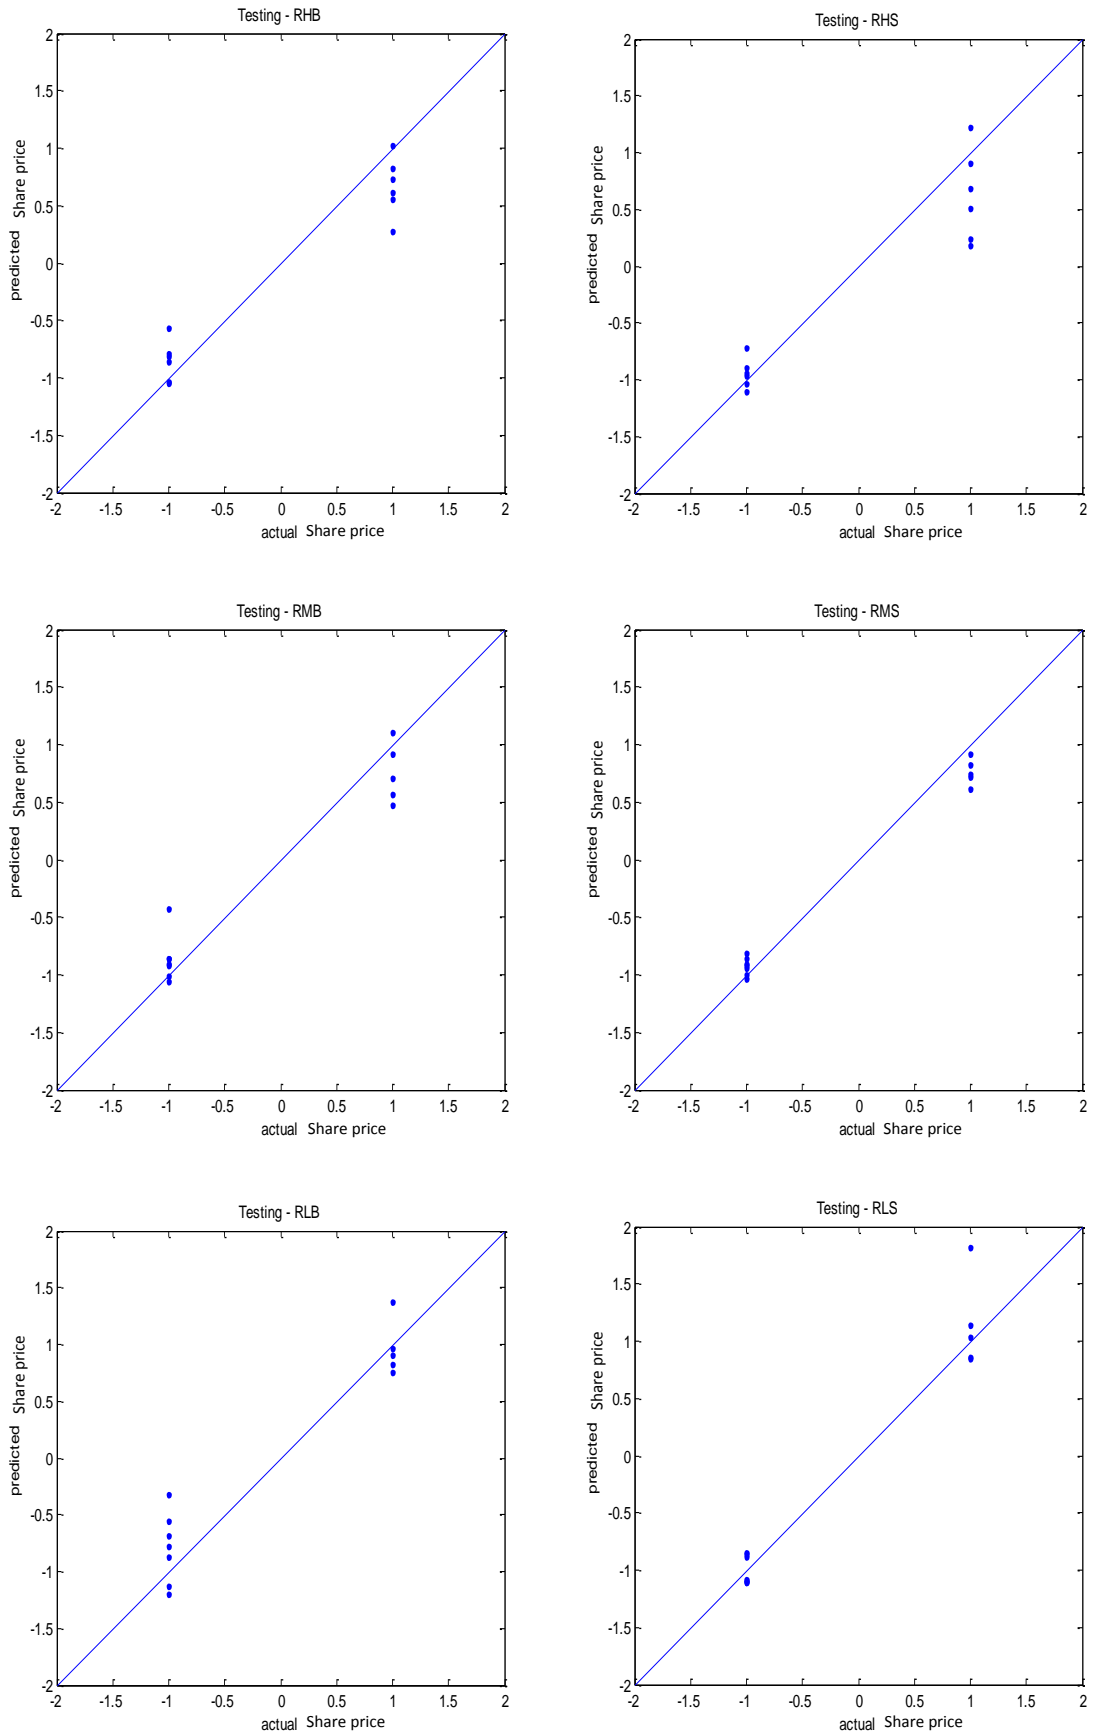 Testing - RHB
2
1.5
1
0.5
0
-0.5
-1
-1.5
-2
predicted Share price
-2 -1.5 -1 -0.5 0 0.5 1 1.5 2
actual Share price
Testing - RHS
2
1.5
1
0.5
0
-0.5
-1
-1.5
-2
predicted Share price
-2 -1.5 -1 -0.5 0 0.5 1 1.5 2
actual Share price
Testing - RMB
2
1.5
1
0.5
0
-0.5
-1
-1.5
-2
predicted Share price
-2 -1.5 -1 -0.5 0 0.5 1 1.5 2
actual Share price
Testing - RMS
2
1.5
1
0.5
0
-0.5
-1
-1.5
-2
predicted Share price
-2 -1.5 -1 -0.5 0 0.5 1 1.5 2
actual Share price
Testing - RLB
2
1.5
1
0.5
0
-0.5
-1
-1.5
-2
predicted Share price
-2 -1.5 -1 -0.5 0 0.5 1 1.5 2
actual Share price
Testing - RLS
2
1.5
1
0.5
0
-0.5
-1
-1.5
-2
predicted Share price
-2 -1.5 -1 -0.5 0 0.5 1 1.5 2
actual Share price